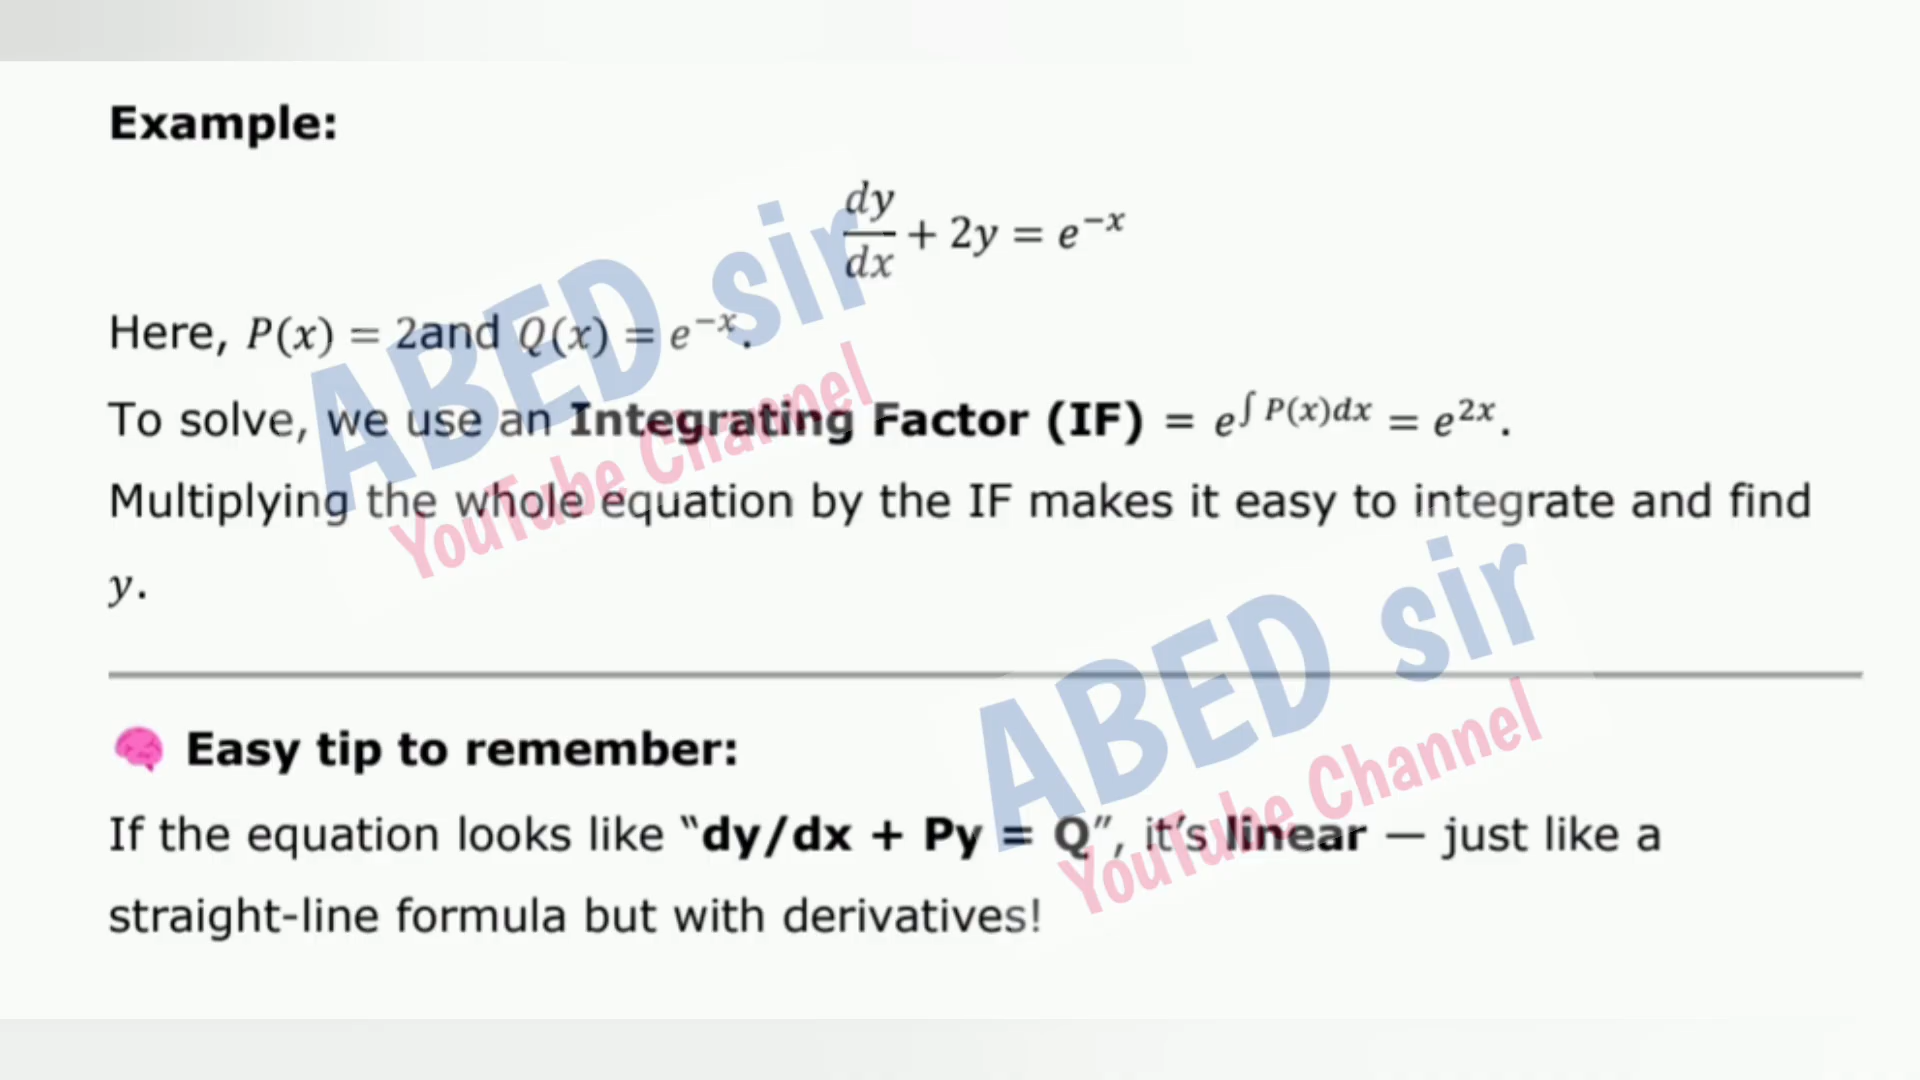 Example:
dy/dx + 2y = e^{-x}
Here, P(x) = 2and Q(x) = e^{-x}.
To solve, we use an Integrating Factor (IF) = e^{∫ P(x)dx} = e^{2x}.
Multiplying the whole equation by the IF makes it easy to integrate and find
y.
ABED sir
YouTube Channel
ABED sir
YouTube Channel
🧠 Easy tip to remember:
If the equation looks like “dy/dx + Py = Q”, it’s linear — just like a
straight-line formula but with derivatives!